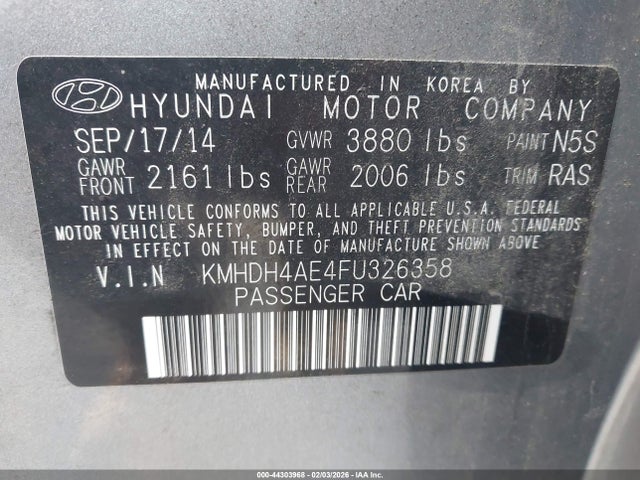 MANUFACTURED IN KOREA BY
HYUNDAI MOTOR COMPANY
SEP/17/14 GVWR 3880 lbs PAINT N5S
GAWR FRONT 2161 lbs GAWR REAR 2006 lbs TRIM RAS
THIS VEHICLE CONFORMS TO ALL APPLICABLE U.S.A. FEDERAL
MOTOR VEHICLE SAFETY, BUMPER, AND THEFT PREVENTION STANDARDS
IN EFFECT ON THE DATE OF MANUFACTURE SHOWN ABOVE
V.I.N KMHDH4AE4FU326358
PASSENGER CAR
000-44303968 - 02/03/2026 - IAA, Inc.